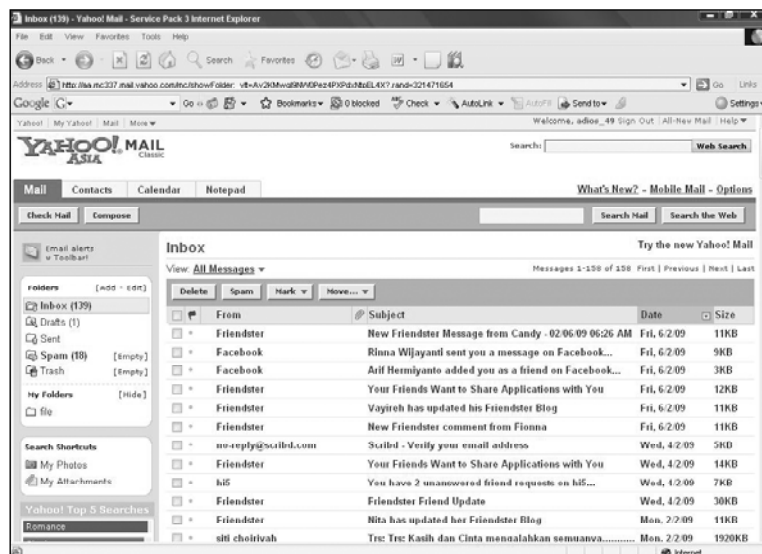 Inbox (139) - Yahoo! Mail - Service Pack 3 Internet Explorer
File Edit View Favorites Tools Help
Back Search Favorites
Address
Google Go Bookmarks 0 blocked Check AutoLink AutoFill Send to Settings
Yahoo! My Yahoo! Mail More Welcome, adios_49 Sign Out All-New Mail Help
YAHOO! ASIA MAIL Classic
Search: Web Search
Mail Contacts Calendar Notepad What's New? - Mobile Mail - Options
Check Mail Compose Search Mail Search the Web
Email alerts
Toolbar!
Inbox Try the new Yahoo! Mail
View: All Messages Messages 1-158 of 158 First | Previous | Next | Last
Folders [Add - Edit]
Inbox (139)
Drafts (1)
Sent
Spam (18) [Empty]
Trash [Empty]
My Folders [Hide]
file
Search Shortcuts
My Photos
My Attachments
Yahoo! Top 5 Searches
Romance
Delete Spam Mark Move...
From Subject Date Size
Friendster New Friendster Message from Candy - 02/06/09 06:26 AM Fri, 6/2/09 11KB
Facebook Rinna Wijayanti sent you a message on Facebook... Fri, 6/2/09 9KB
Facebook Arif Hermiyanto added you as a friend on Facebook... Fri, 6/2/09 3KB
Friendster Your Friends Want to Share Applications with You Fri, 6/2/09 12KB
Friendster Vayireh has updated his Friendster Blog Fri, 6/2/09 11KB
Friendster New Friendster comment from Fionna Fri, 6/2/09 11KB
no-reply@scribd.com Scribd - Verify your email address Wed, 4/2/09 5KB
Friendster Your Friends Want to Share Applications with You Wed, 4/2/09 14KB
hi5 You have 2 unanswered friend requests on hi5... Wed, 4/2/09 7KB
Friendster Friendster Friend Update Wed, 4/2/09 30KB
Friendster Nita has updated her Friendster Blog Mon, 2/2/09 11KB
siti choiriyah Trs: Trs: Kasih dan Cinta mengalahkan semuanya........... Mon, 2/2/09 1920KB
Internet